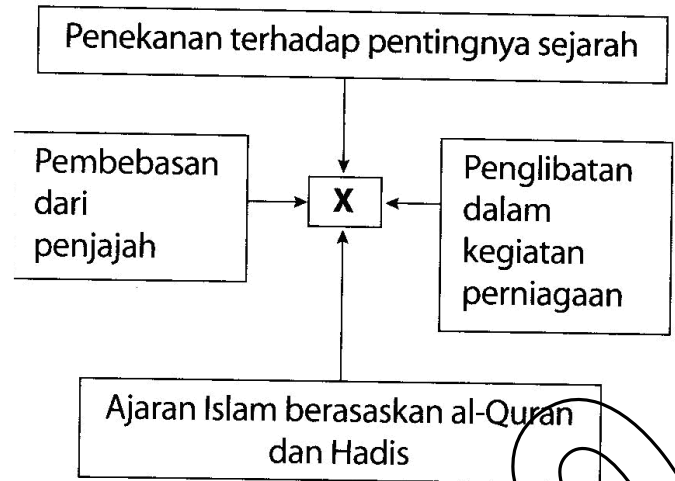 Penekanan terhadap pentingnya sejarah
Pembebasan
dari
penjajah
X
Penglibatan
dalam
kegiatan
perniagaan
Ajaran Islam berasaskan al-Quran
dan Hadis